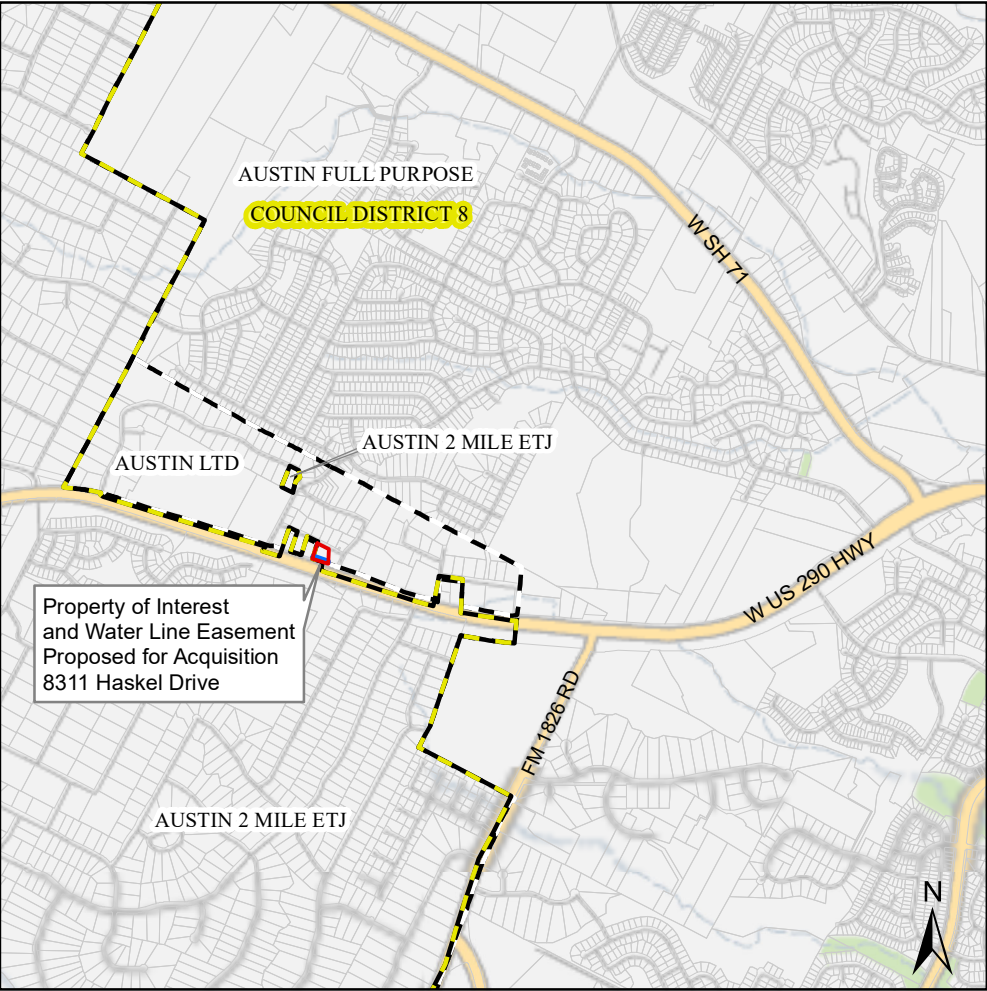 AUSTIN FULL PURPOSE
COUNCIL DISTRICT 8
W SH 71
AUSTIN 2 MILE ETJ
AUSTIN LTD
W US 290 HWY
Property of Interest
and Water Line Easement
Proposed for Acquisition
8311 Haskel Drive
FM 1826 RD
AUSTIN 2 MILE ETJ
N